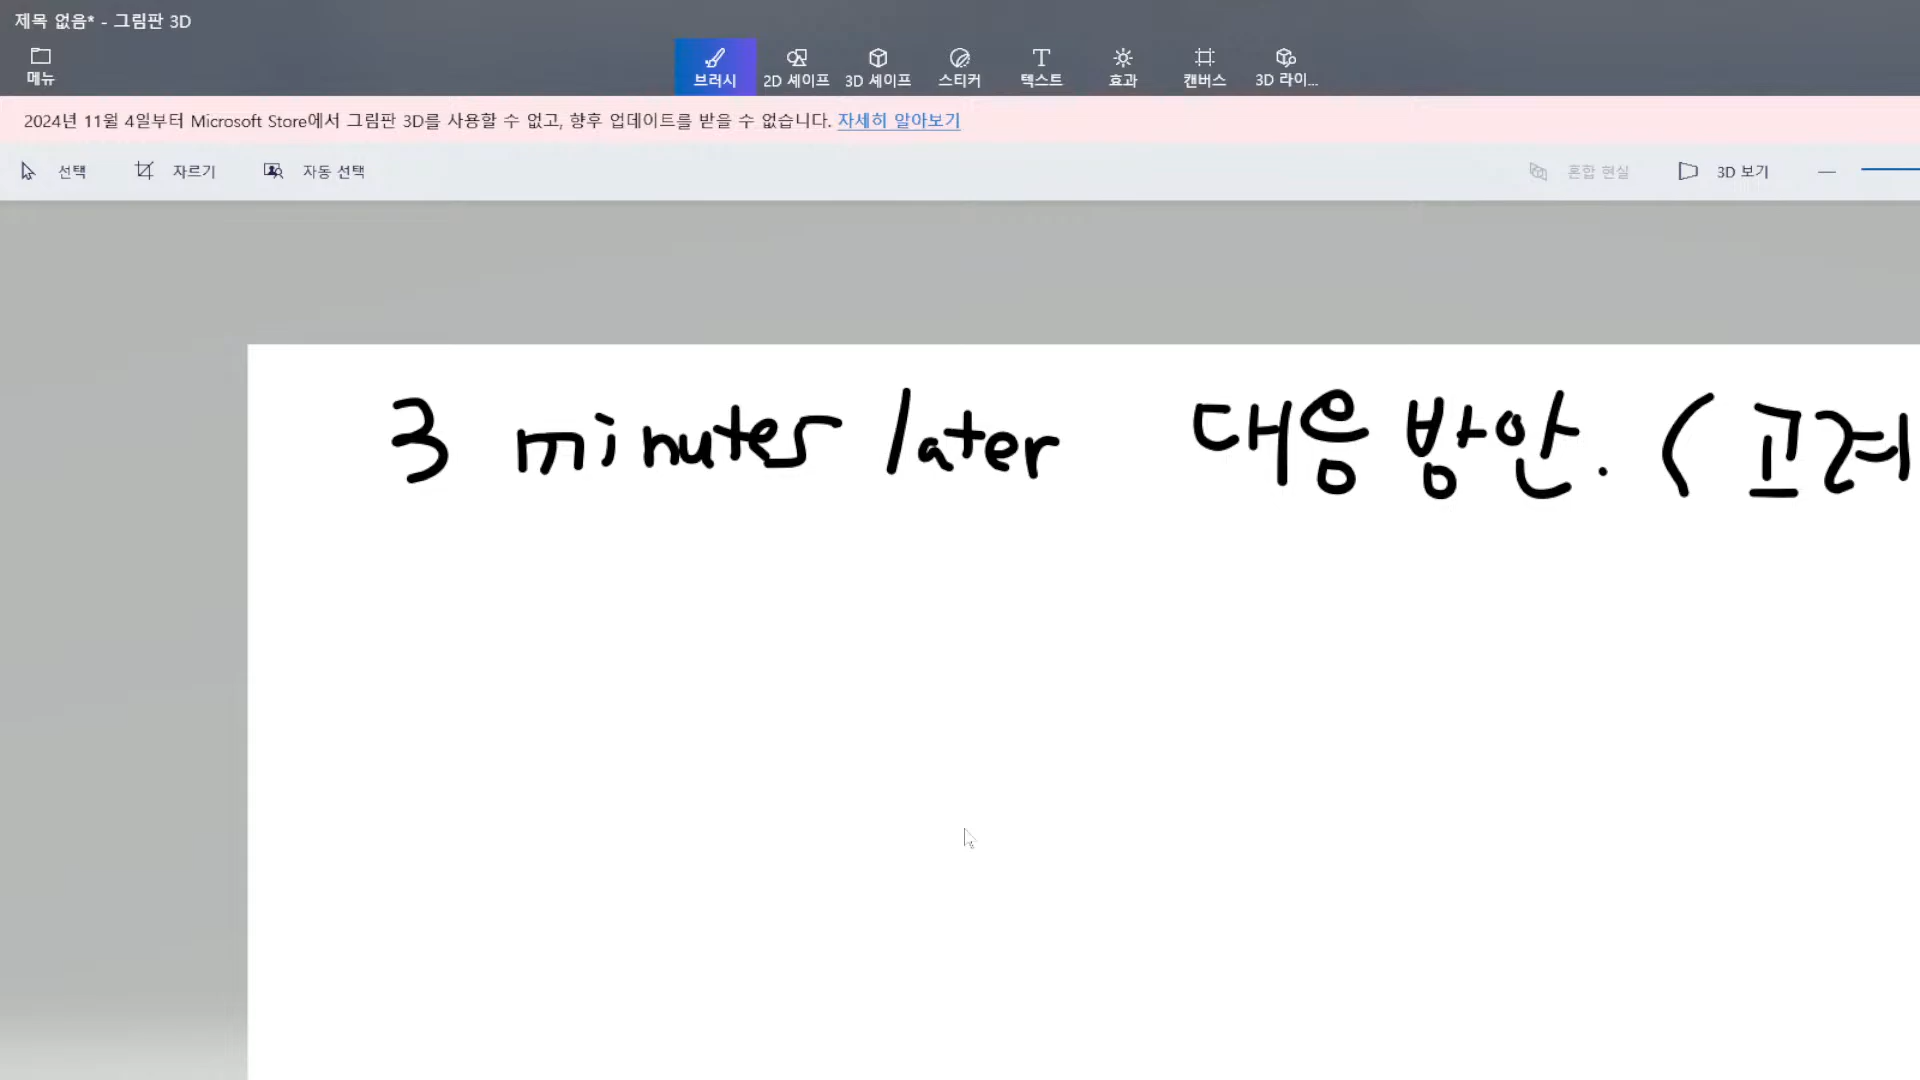 제목 없음* - 그림판 3D
메뉴
브러시 2D 셰이프 3D 셰이프 스티커 텍스트 효과 캔버스 3D 라이...
2024년 11월 4일부터 Microsoft Store에서 그림판 3D를 사용할 수 없고, 향후 업데이트를 받을 수 없습니다. 자세히 알아보기
선택 자르기 자동 선택 혼합 현실 3D 보기
3 minutes later 대응 방안. (고려